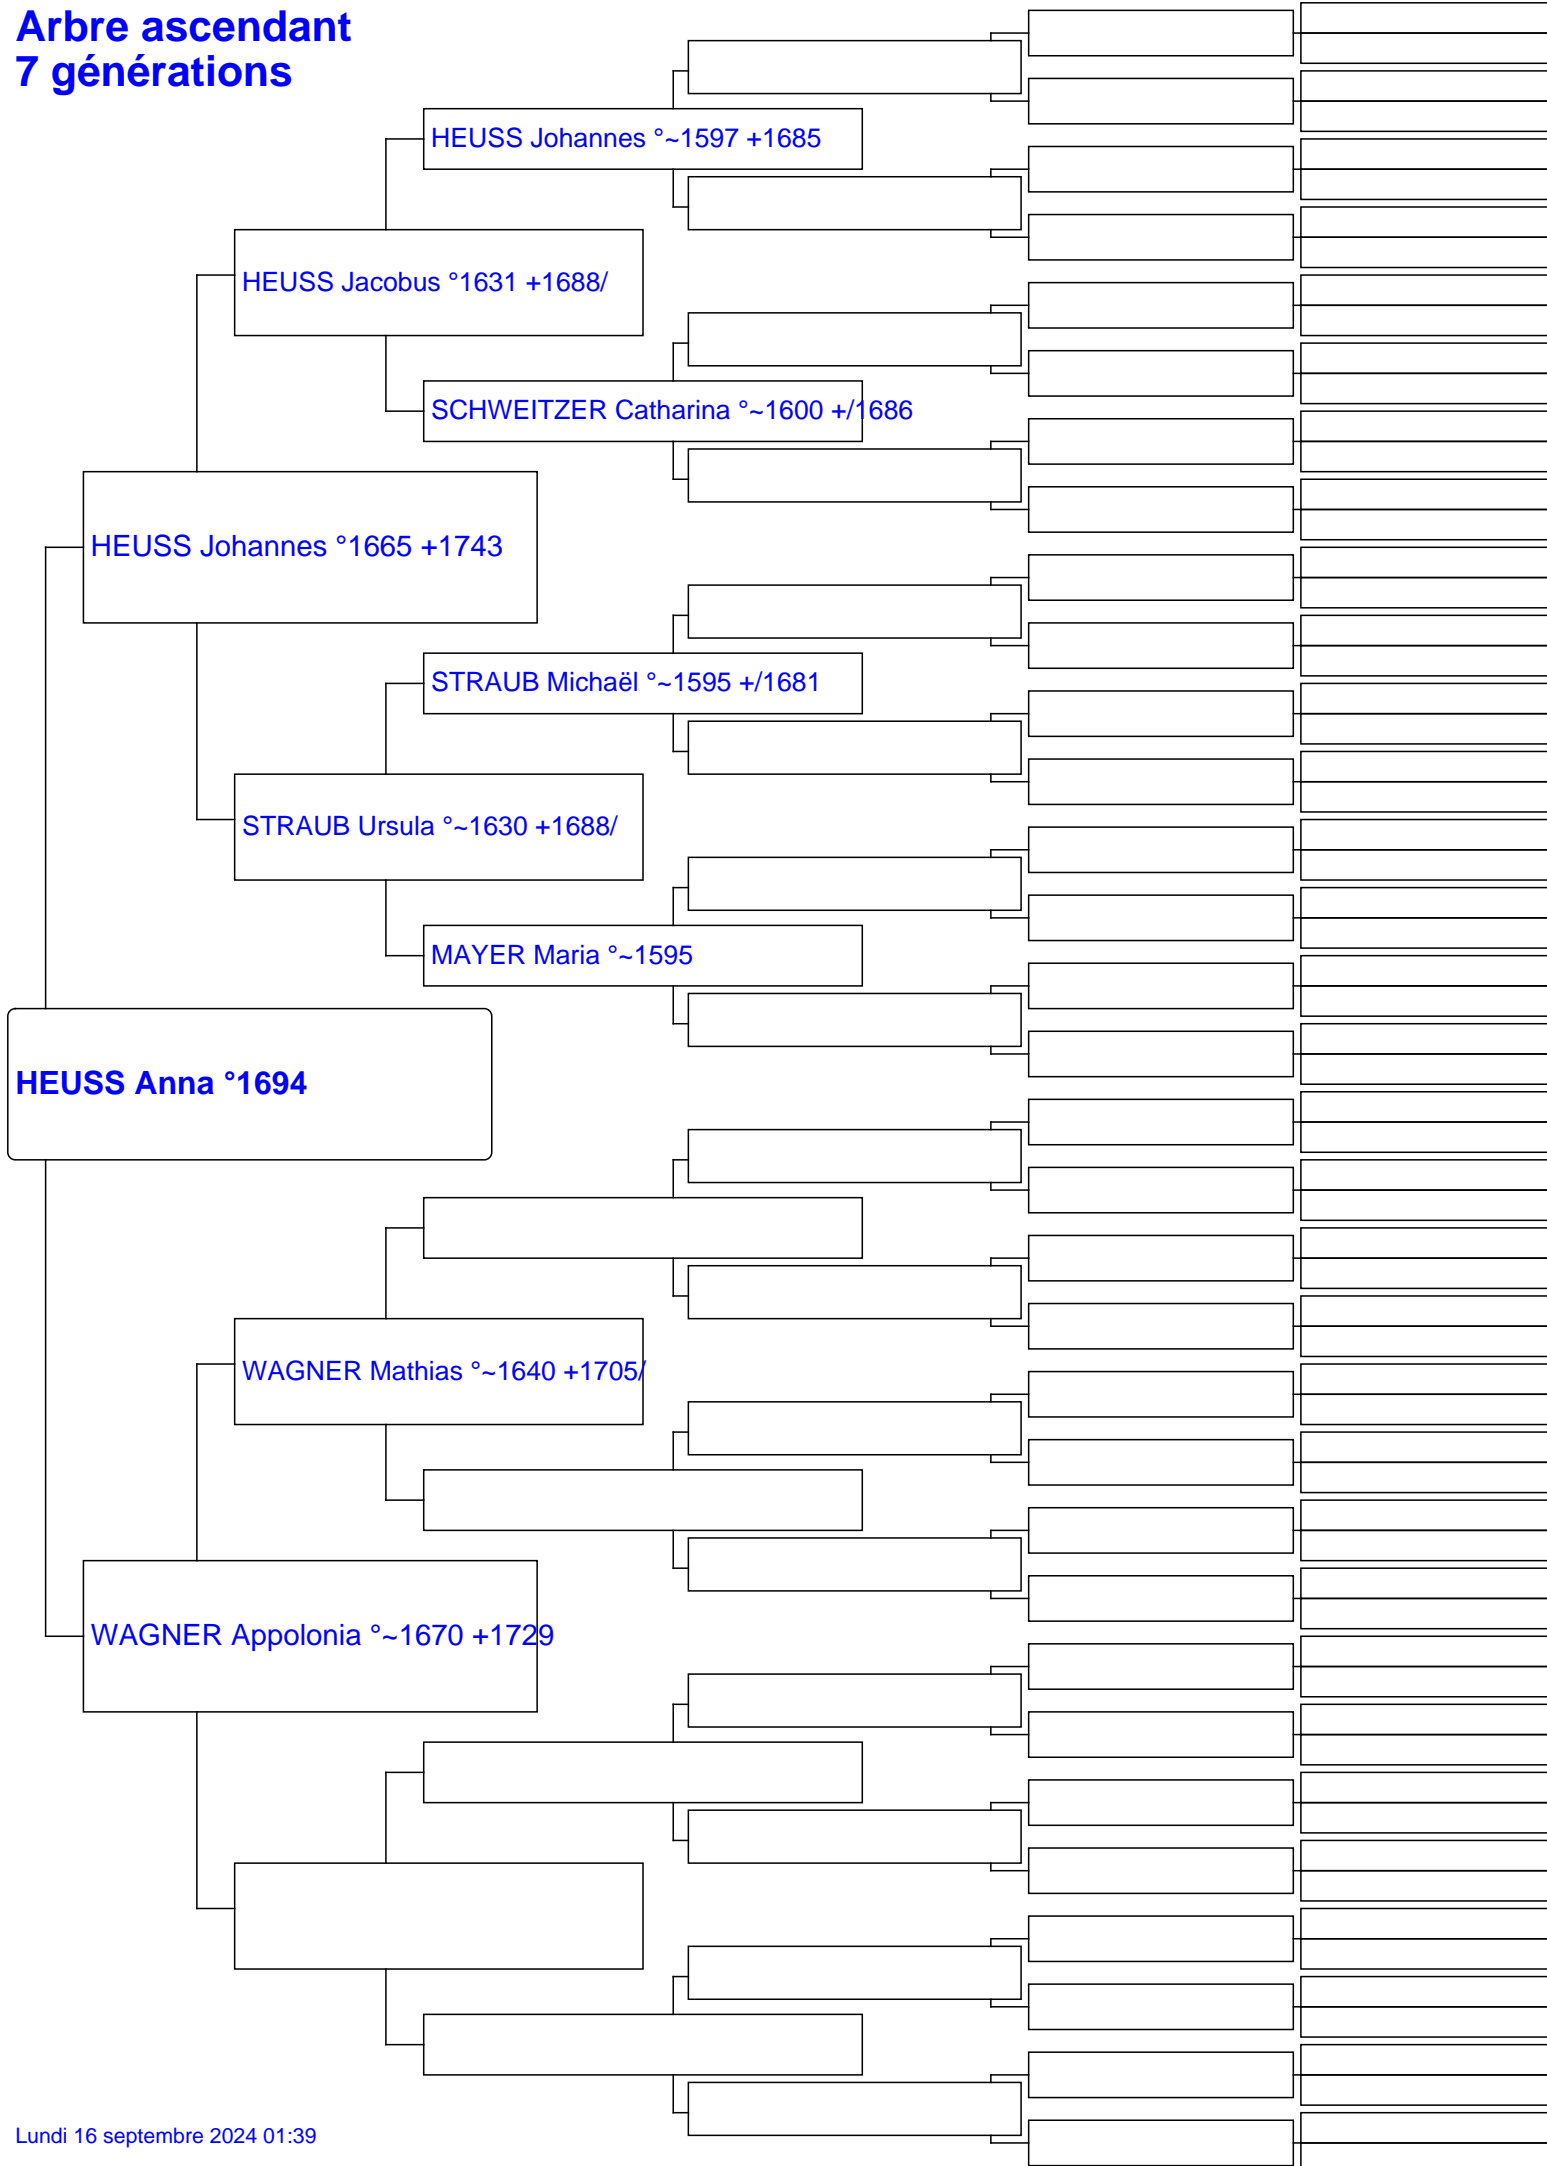 Arbre ascendant
7 générations
HEUSS Johannes °~1597 +1685
HEUSS Jacobus °1631 +1688/
SCHWEITZER Catharina °~1600 +/1686
HEUSS Johannes °1665 +1743
STRAUB Michaël °~1595 +/1681
STRAUB Ursula °~1630 +1688/
MAYER Maria °~1595
HEUSS Anna °1694
WAGNER Mathias °~1640 +1705/
WAGNER Appolonia °~1670 +1729
Lundi 16 septembre 2024 01:39